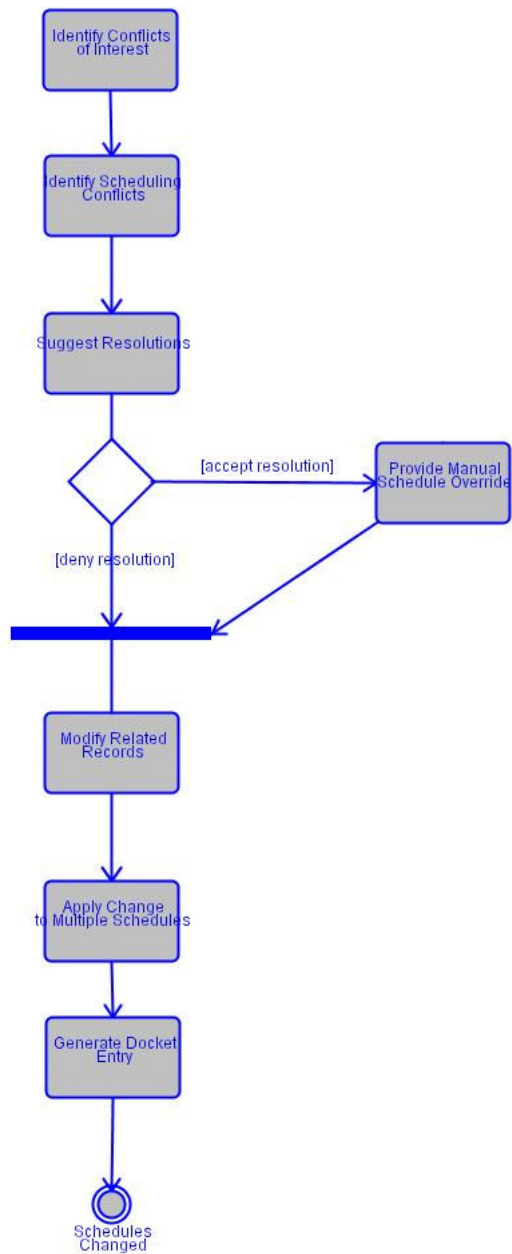 Identify Conflicts
of Interest
Identify Scheduling
Conflicts
Suggest Resolutions
[accept resolution]
Provide Manual
Schedule Override
[deny resolution]
Modify Related
Records
Apply Change
to Multiple Schedules
Generate Docket
Entry
Schedules
Changed